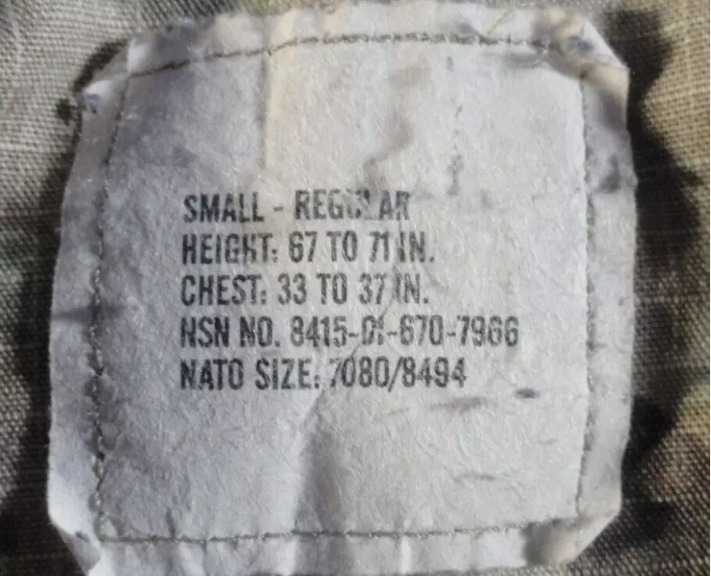 SMALL - REGULAR
HEIGHT: 67 TO 71 IN.
CHEST: 33 TO 37 IN.
NSN NO. 8415-01-670-7966
NATO SIZE: 7080/8494